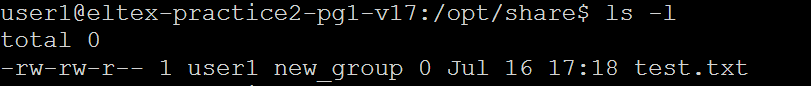 user1@eltex-practice2-pg1-v17:/opt/share$ ls -l
total 0
-rw-rw-r-- 1 user1 new_group 0 Jul 16 17:18 test.txt